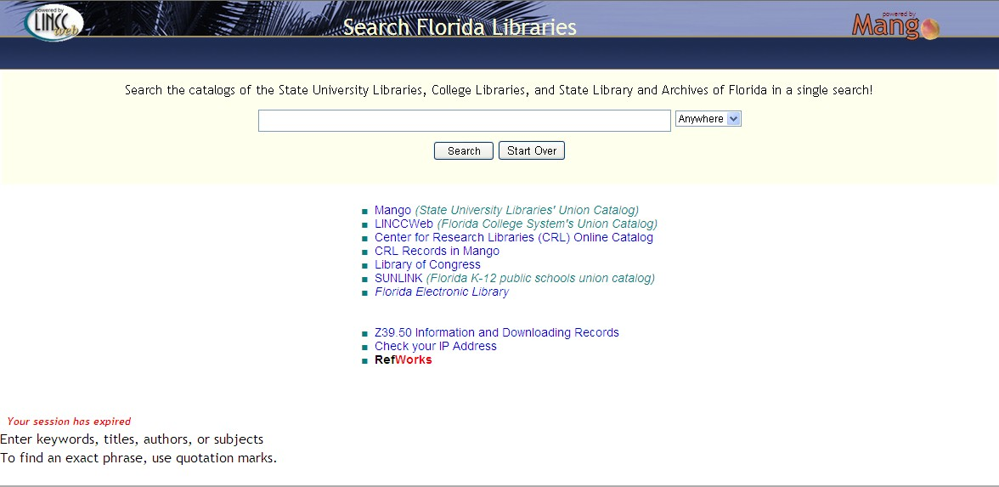 powered by
LINCC
web
Search Florida Libraries
powered by
Mango
Search the catalogs of the State University Libraries, College Libraries, and State Library and Archives of Florida in a single search!
Anywhere
Search Start Over
Mango (State University Libraries' Union Catalog)
LINCCWeb (Florida College System's Union Catalog)
Center for Research Libraries (CRL) Online Catalog
CRL Records in Mango
Library of Congress
SUNLINK (Florida K-12 public schools union catalog)
Florida Electronic Library
Z39.50 Information and Downloading Records
Check your IP Address
RefWorks
Your session has expired
Enter keywords, titles, authors, or subjects
To find an exact phrase, use quotation marks.